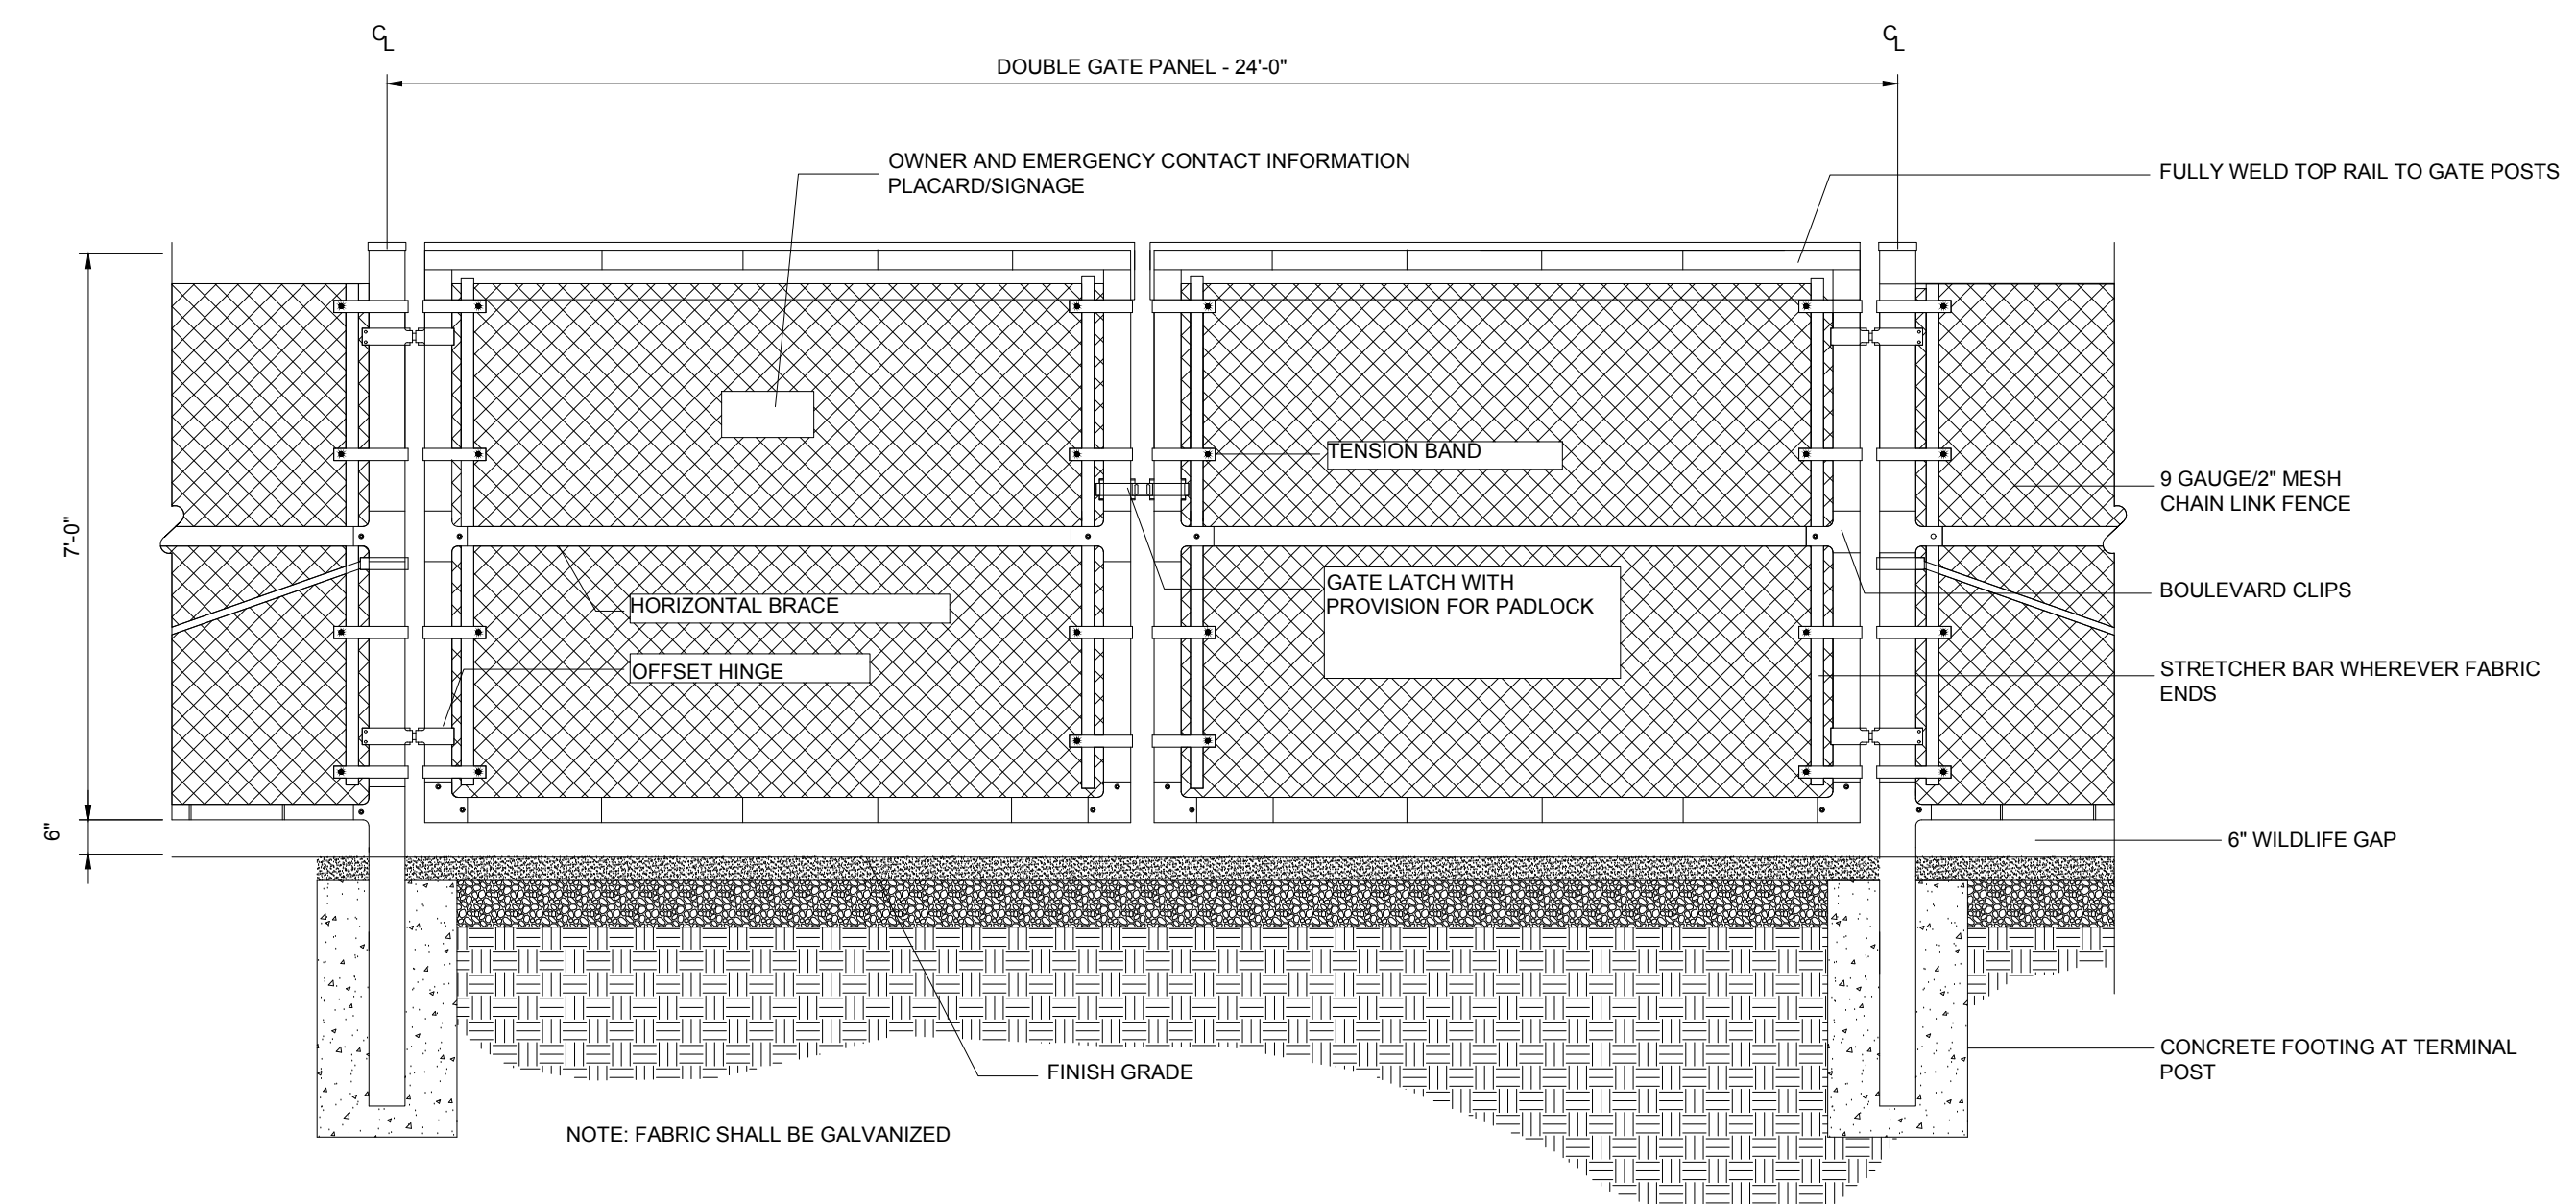 ℄
℄
DOUBLE GATE PANEL - 24'-0"
OWNER AND EMERGENCY CONTACT INFORMATION
PLACARD/SIGNAGE
FULLY WELD TOP RAIL TO GATE POSTS
TENSION BAND
9 GAUGE/2" MESH
CHAIN LINK FENCE
7'-0"
GATE LATCH WITH
PROVISION FOR PADLOCK
HORIZONTAL BRACE
BOULEVARD CLIPS
OFFSET HINGE
STRETCHER BAR WHEREVER FABRIC
ENDS
6"
6" WILDLIFE GAP
FINISH GRADE
CONCRETE FOOTING AT TERMINAL
POST
NOTE: FABRIC SHALL BE GALVANIZED